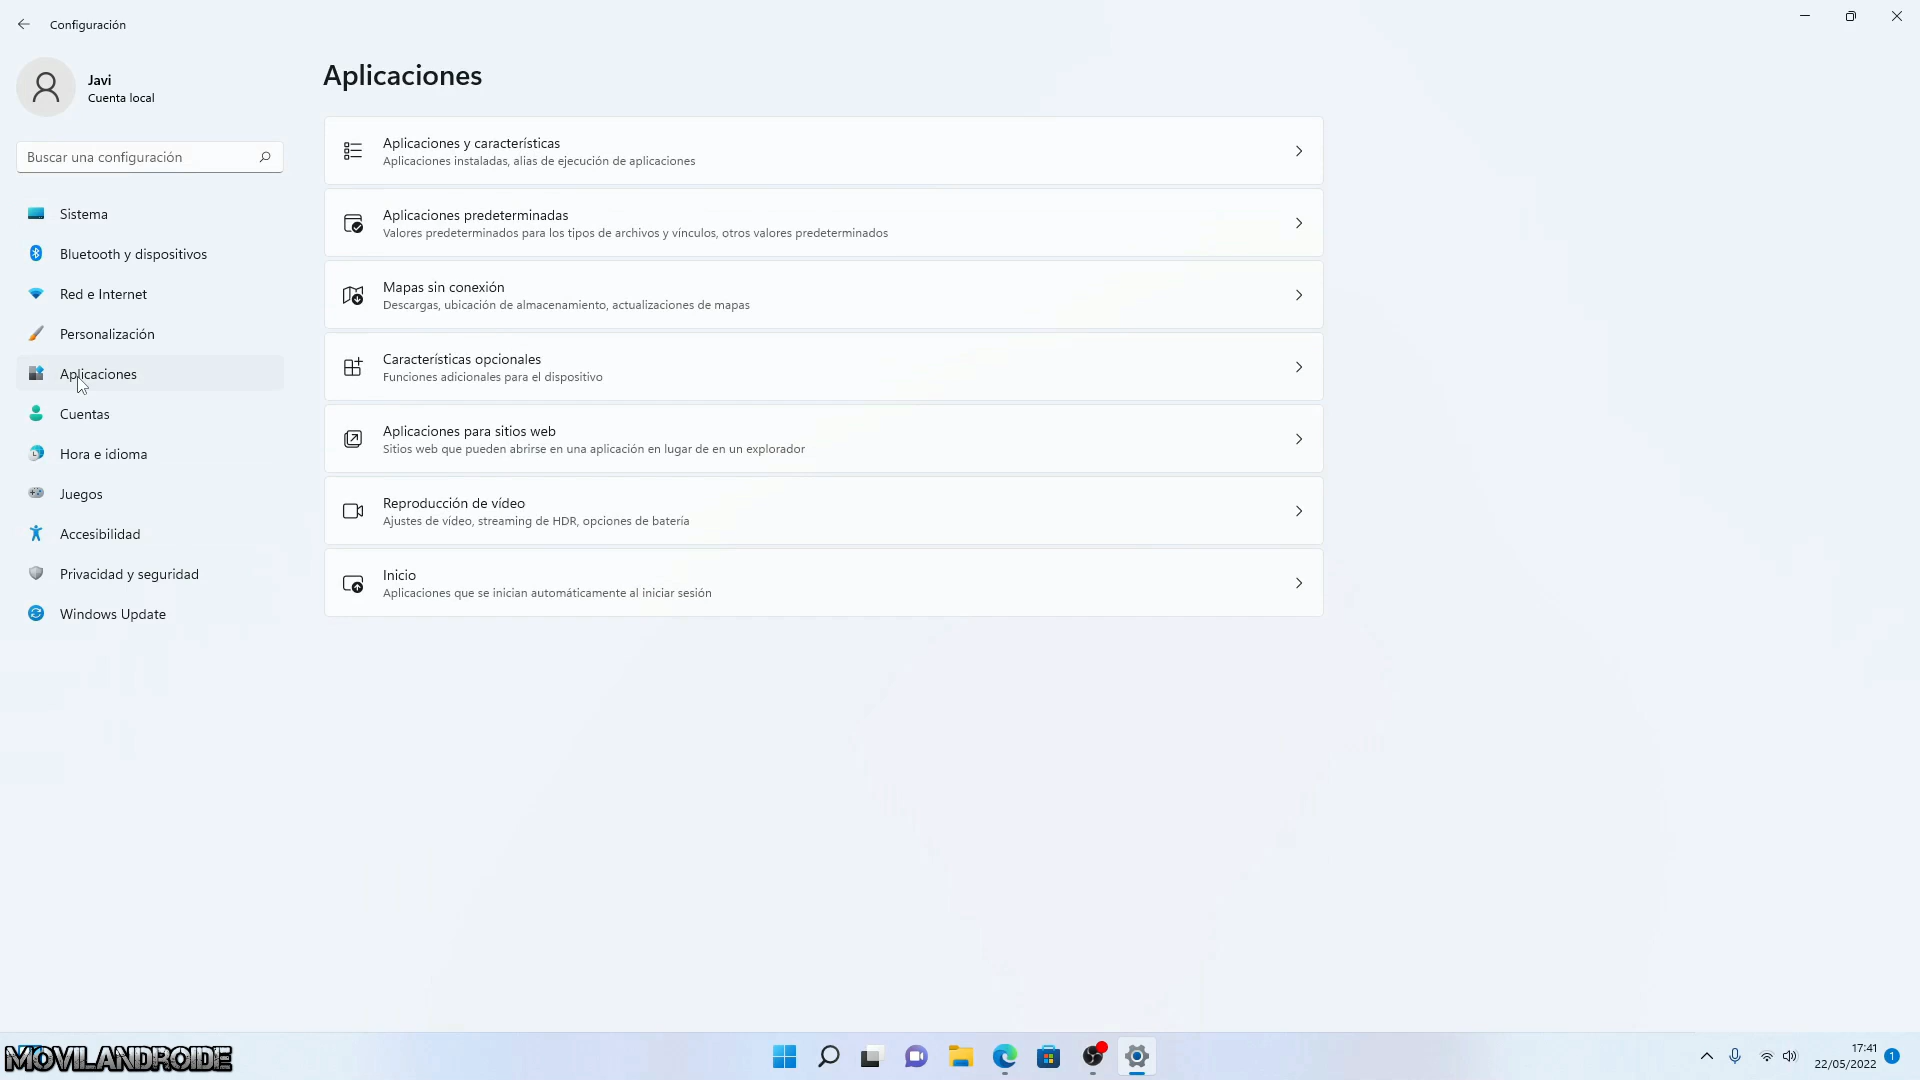 Configuración
Javi
Cuenta local
Buscar una configuración
Sistema
Bluetooth y dispositivos
Red e Internet
Personalización
Aplicaciones
Cuentas
Hora e idioma
Juegos
Accesibilidad
Privacidad y seguridad
Windows Update
Aplicaciones
Aplicaciones y características
Aplicaciones instaladas, alias de ejecución de aplicaciones
Aplicaciones predeterminadas
Valores predeterminados para los tipos de archivos y vínculos, otros valores predeterminados
Mapas sin conexión
Descargas, ubicación de almacenamiento, actualizaciones de mapas
Características opcionales
Funciones adicionales para el dispositivo
Aplicaciones para sitios web
Sitios web que pueden abrirse en una aplicación en lugar de en un explorador
Reproducción de vídeo
Ajustes de vídeo, streaming de HDR, opciones de batería
Inicio
Aplicaciones que se inician automáticamente al iniciar sesión
MOVILANDROIDE
17:41
22/05/2022
1